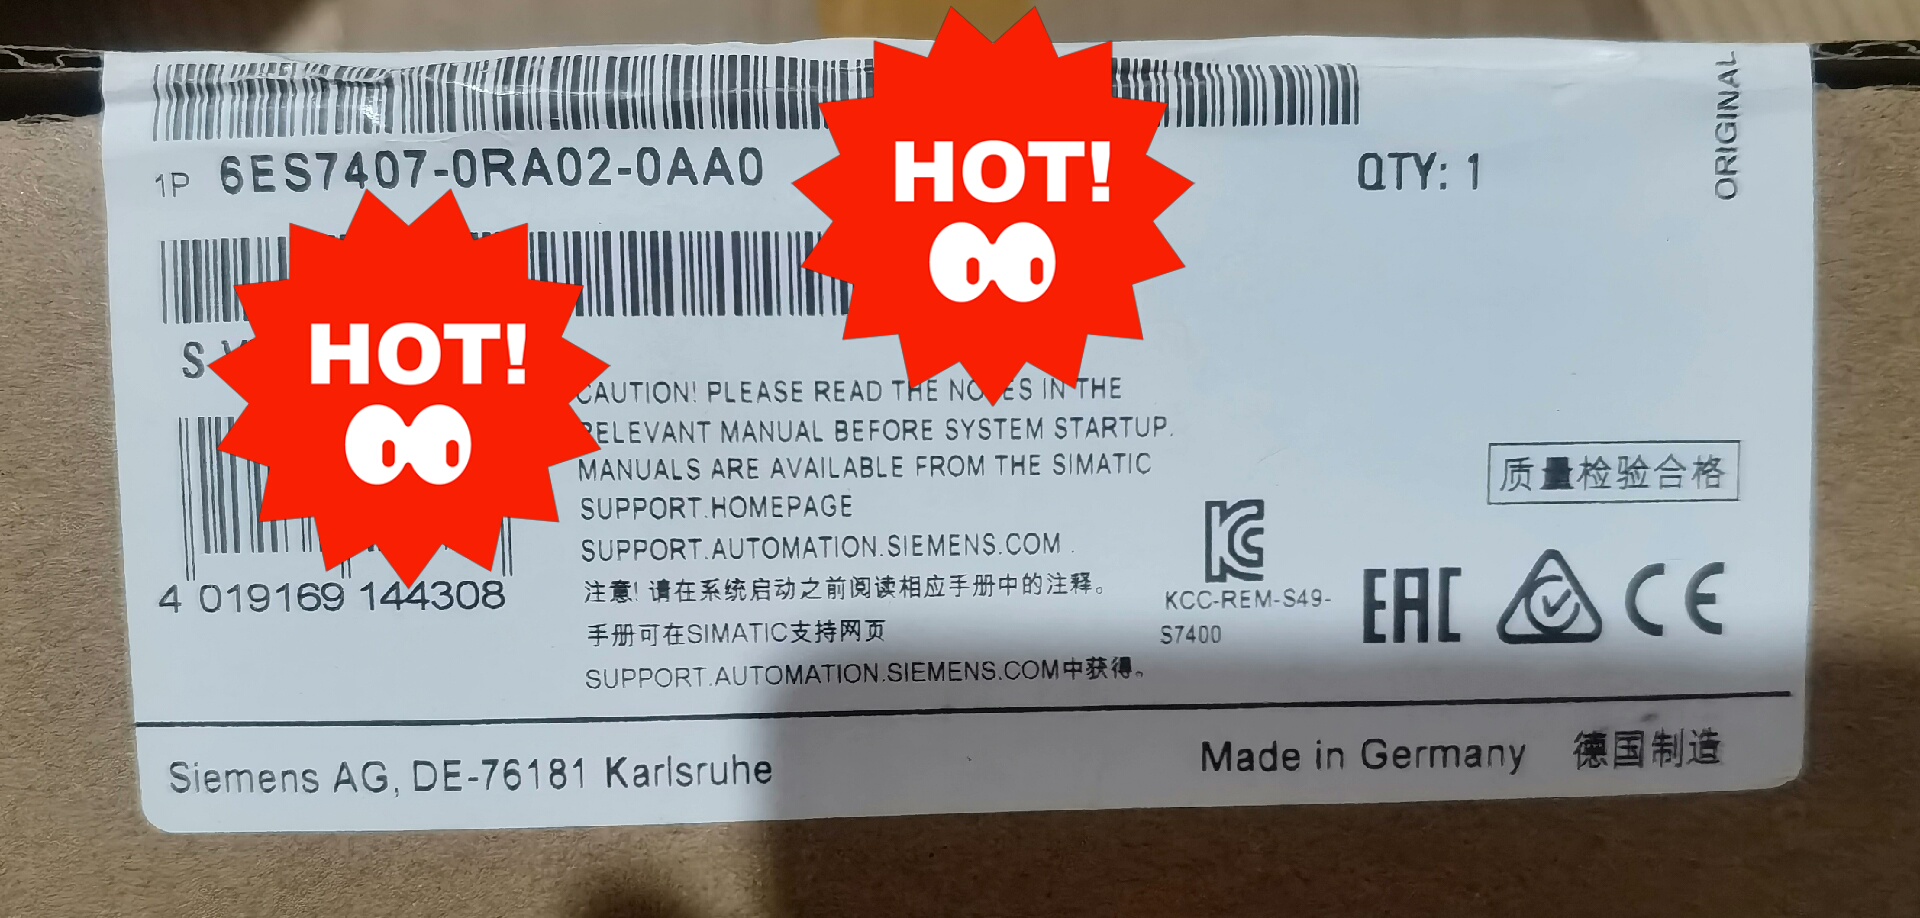 1P 6ES7407-0RA02-0AA0
QTY: 1
ORIGINAL
HOT!
HOT!
S
CAUTION! PLEASE READ THE NOTES IN THE
RELEVANT MANUAL BEFORE SYSTEM STARTUP.
MANUALS ARE AVAILABLE FROM THE SIMATIC
SUPPORT.HOMEPAGE
SUPPORT.AUTOMATION.SIEMENS.COM.
注意! 请在系统启动之前阅读相应手册中的注释。
手册可在SIMATIC支持网页
SUPPORT.AUTOMATION.SIEMENS.COM中获得。
4 019169 144308
质量检验合格
KC
KCC-REM-S49-
S7400
EAC
CE
Siemens AG, DE-76181 Karlsruhe
Made in Germany 德国制造